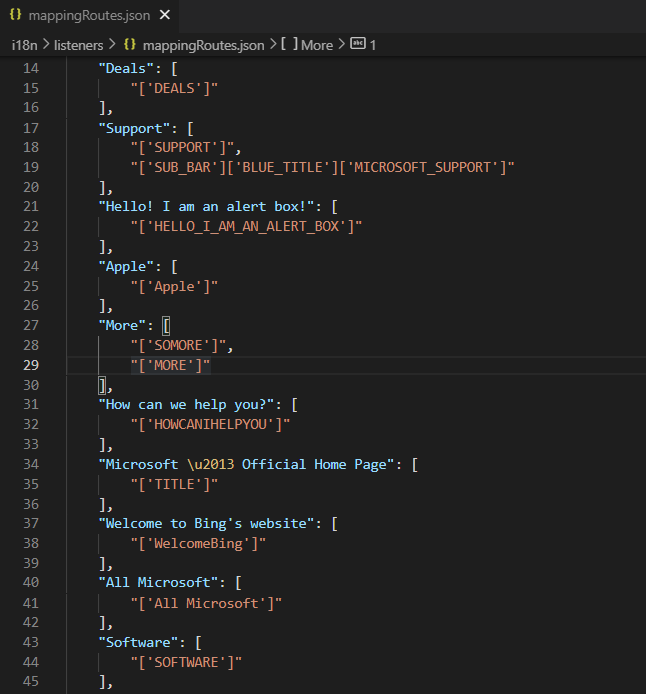 {} mappingRoutes.json ×
i18n > listeners > {} mappingRoutes.json > [ ] More > abc 1
14 "Deals": [
15 "['DEALS']"
16 ],
17 "Support": [
18 "['SUPPORT']",
19 "['SUB_BAR']['BLUE_TITLE']['MICROSOFT_SUPPORT']"
20 ],
21 "Hello! I am an alert box!": [
22 "['HELLO_I_AM_AN_ALERT_BOX']"
23 ],
24 "Apple": [
25 "['Apple']"
26 ],
27 "More": [
28 "['SOMORE']",
29 "['MORE']"
30 ],
31 "How can we help you?": [
32 "['HOWCANIHELPYOU']"
33 ],
34 "Microsoft \u2013 Official Home Page": [
35 "['TITLE']"
36 ],
37 "Welcome to Bing's website": [
38 "['WelcomeBing']"
39 ],
40 "All Microsoft": [
41 "['All Microsoft']"
42 ],
43 "Software": [
44 "['SOFTWARE']"
45 ],